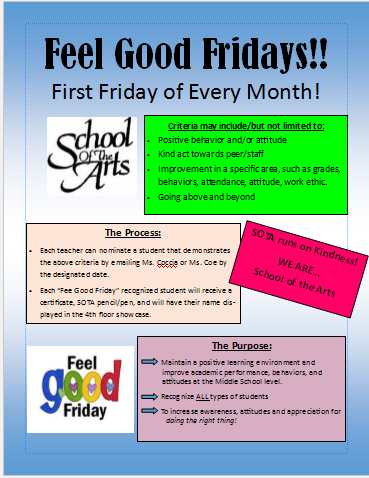 Feel Good Fridays!!
First Friday of Every Month!
School
Of The
Arts
Criteria may include/but not limited to:
Positive behavior and/or attitude
Kind act towards peer/staff
Improvement in a specific area, such as grades,
behaviors, attendance, attitude, work ethic.
Going above and beyond
The Process:
Each teacher can nominate a student that demonstrates
the above criteria by emailing Ms. Coccia or Ms. Coe by
the designated date.
Each "Fee Good Friday" recognized student will receive a
certificate, SOTA pencil/pen, and will have their name dis-
played in the 4th floor showcase.
SOTA runs on Kindness!
WE ARE ..
School of the Arts
Feel
good
Friday
The Purpose:
Maintain a positive learning environment and
improve academic performance, behaviors, and
attitudes at the Middle School level.
Recognize ALL types of students
To increase awareness, attitudes and appreciation for
doing the right thing!